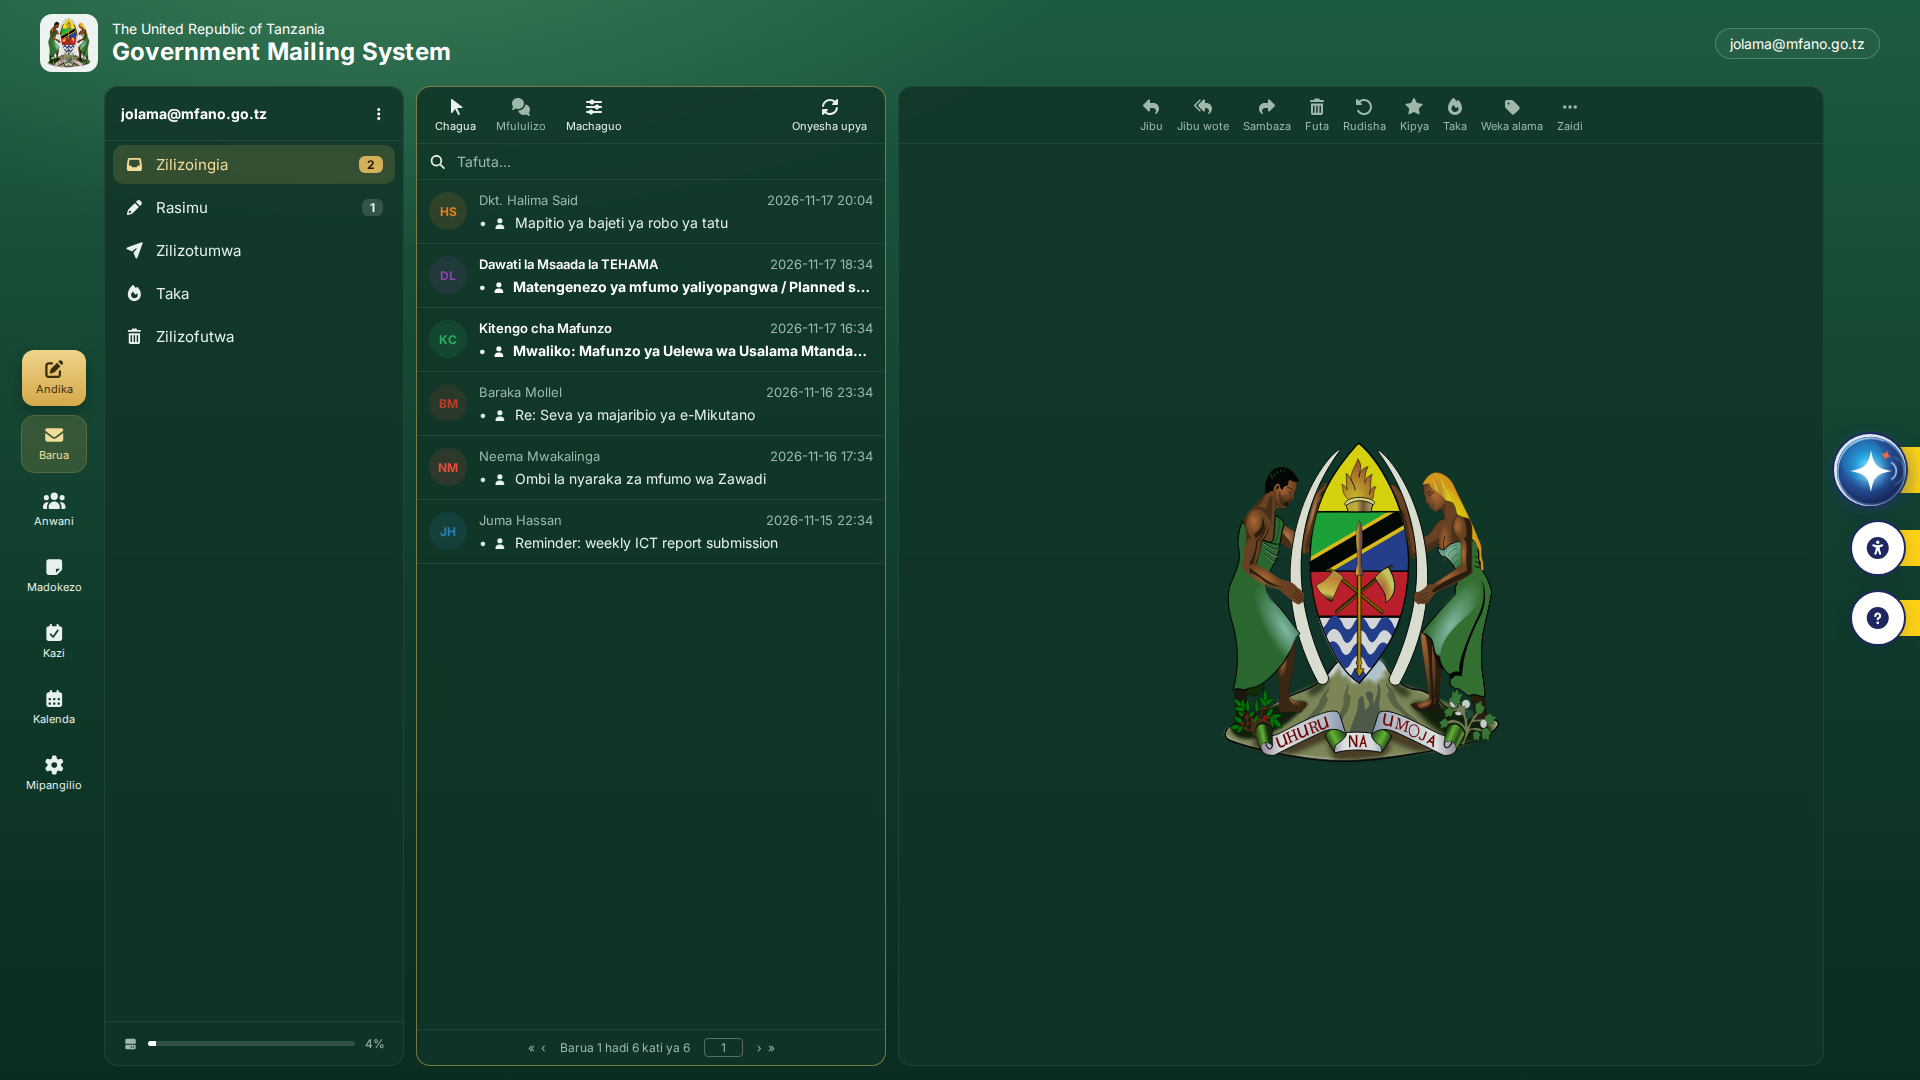 The United Republic of Tanzania
Government Mailing System
jolama@mfano.go.tz
jolama@mfano.go.tz
Zilizoingia 2
Rasimu 1
Zilizotumwa
Taka
Zilizofutwa
4%
Andika
Barua
Anwani
Madokezo
Kazi
Kalenda
Mipangilio
Chagua Mfululizo Machaguo Onyesha upya
Tafuta...
HS Dkt. Halima Said 2026-11-17 20:04
• Mapitio ya bajeti ya robo ya tatu
DL Dawati la Msaada la TEHAMA 2026-11-17 18:34
• Matengenezo ya mfumo yaliyopangwa / Planned s...
KC Kitengo cha Mafunzo 2026-11-17 16:34
• Mwaliko: Mafunzo ya Uelewa wa Usalama Mtanda...
BM Baraka Mollel 2026-11-16 23:34
• Re: Seva ya majaribio ya e-Mikutano
NM Neema Mwakalinga 2026-11-16 17:34
• Ombi la nyaraka za mfumo wa Zawadi
JH Juma Hassan 2026-11-15 22:34
• Reminder: weekly ICT report submission
« ‹ Barua 1 hadi 6 kati ya 6 1 › »
Jibu Jibu wote Sambaza Futa Rudisha Kipya Taka Weka alama Zaidi
UHURU NA UMOJA